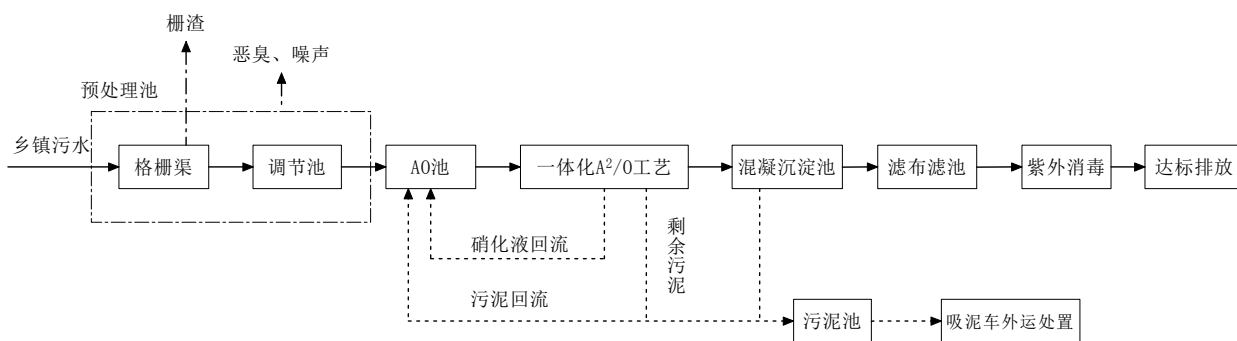 栅渣
恶臭、噪声
预处理池
乡镇污水
格栅渠
调节池
AO池
一体化A²/O工艺
混凝沉淀池
滤布滤池
紫外消毒
达标排放
硝化液回流
剩余污泥
污泥回流
污泥池
吸泥车外运处置